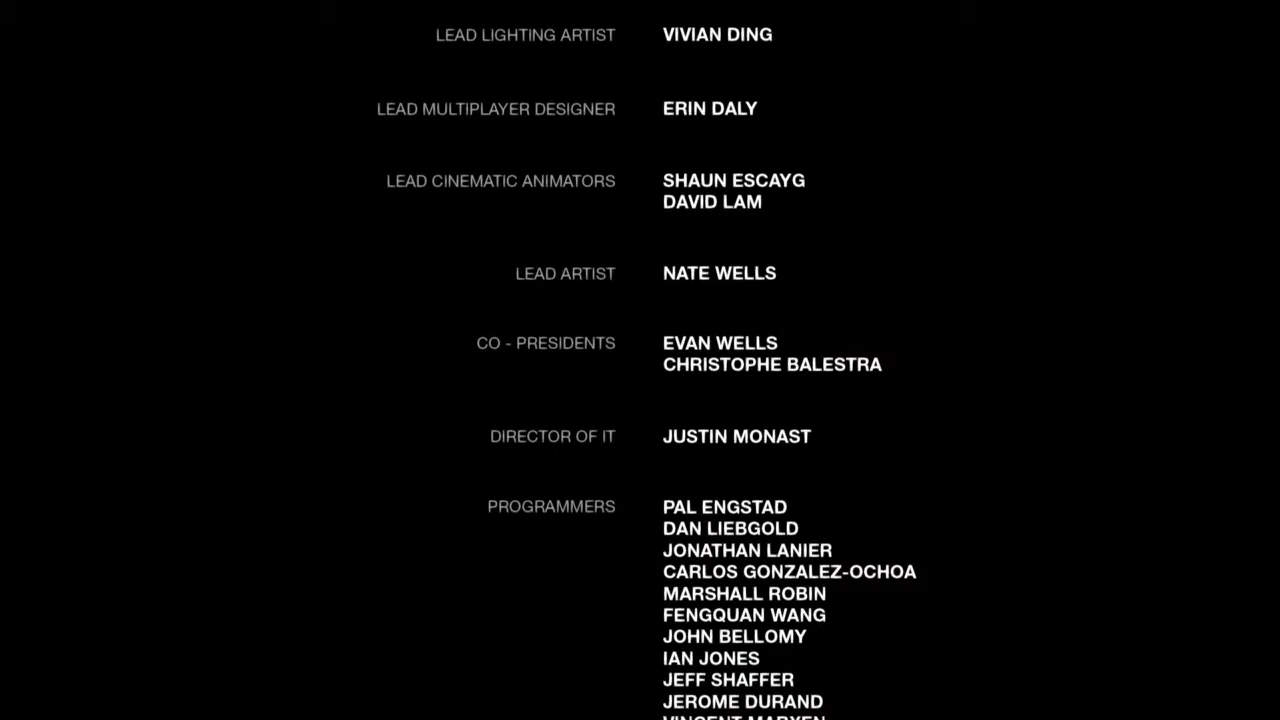 LEAD LIGHTING ARTIST VIVIAN DING
LEAD MULTIPLAYER DESIGNER ERIN DALY
LEAD CINEMATIC ANIMATORS SHAUN ESCAYG
DAVID LAM
LEAD ARTIST NATE WELLS
CO - PRESIDENTS EVAN WELLS
CHRISTOPHE BALESTRA
DIRECTOR OF IT JUSTIN MONAST
PROGRAMMERS PAL ENGSTAD
DAN LIEBGOLD
JONATHAN LANIER
CARLOS GONZALEZ-OCHOA
MARSHALL ROBIN
FENGQUAN WANG
JOHN BELLOMY
IAN JONES
JEFF SHAFFER
JEROME DURAND